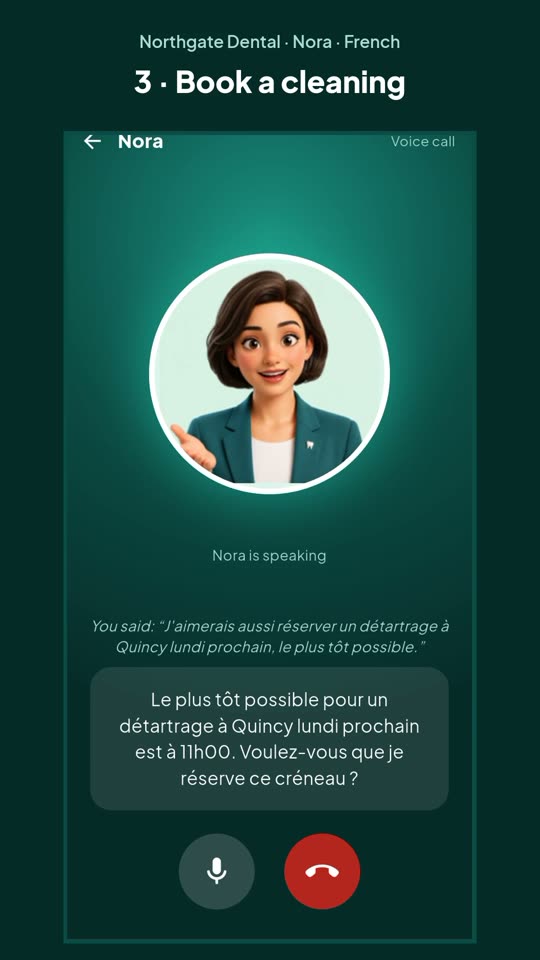 Northgate Dental · Nora · French
3 · Book a cleaning
Nora
Voice call
Nora is speaking
You said: “J'aimerais aussi réserver un détartrage à
Quincy lundi prochain, le plus tôt possible.”
Le plus tôt possible pour un
détartrage à Quincy lundi prochain
est à 11h00. Voulez-vous que je
réserve ce créneau ?